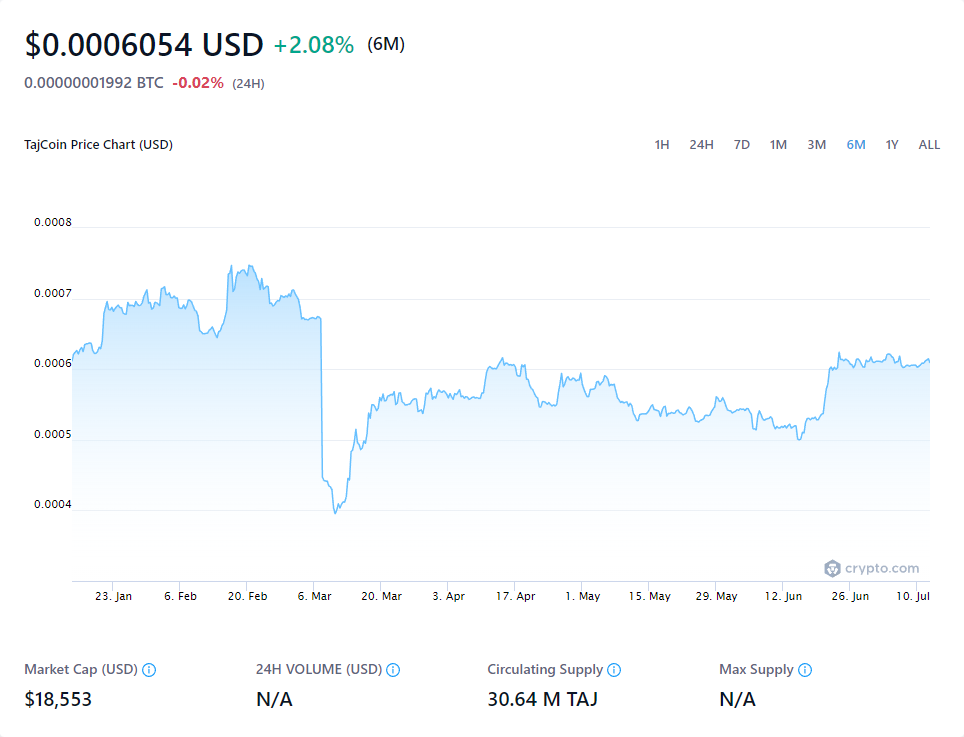 $0.0006054 USD +2.08% (6M)
0.00000001992 BTC -0.02% (24H)
TajCoin Price Chart (USD) 1H 24H 7D 1M 3M 6M 1Y ALL
0.0008
0.0007
0.0006
0.0005
0.0004
crypto.com
23. Jan 6. Feb 20. Feb 6. Mar 20. Mar 3. Apr 17. Apr 1. May 15. May 29. May 12. Jun 26. Jun 10. Jul
Market Cap (USD) 24H VOLUME (USD) Circulating Supply Max Supply
$18,553 N/A 30.64 M TAJ N/A